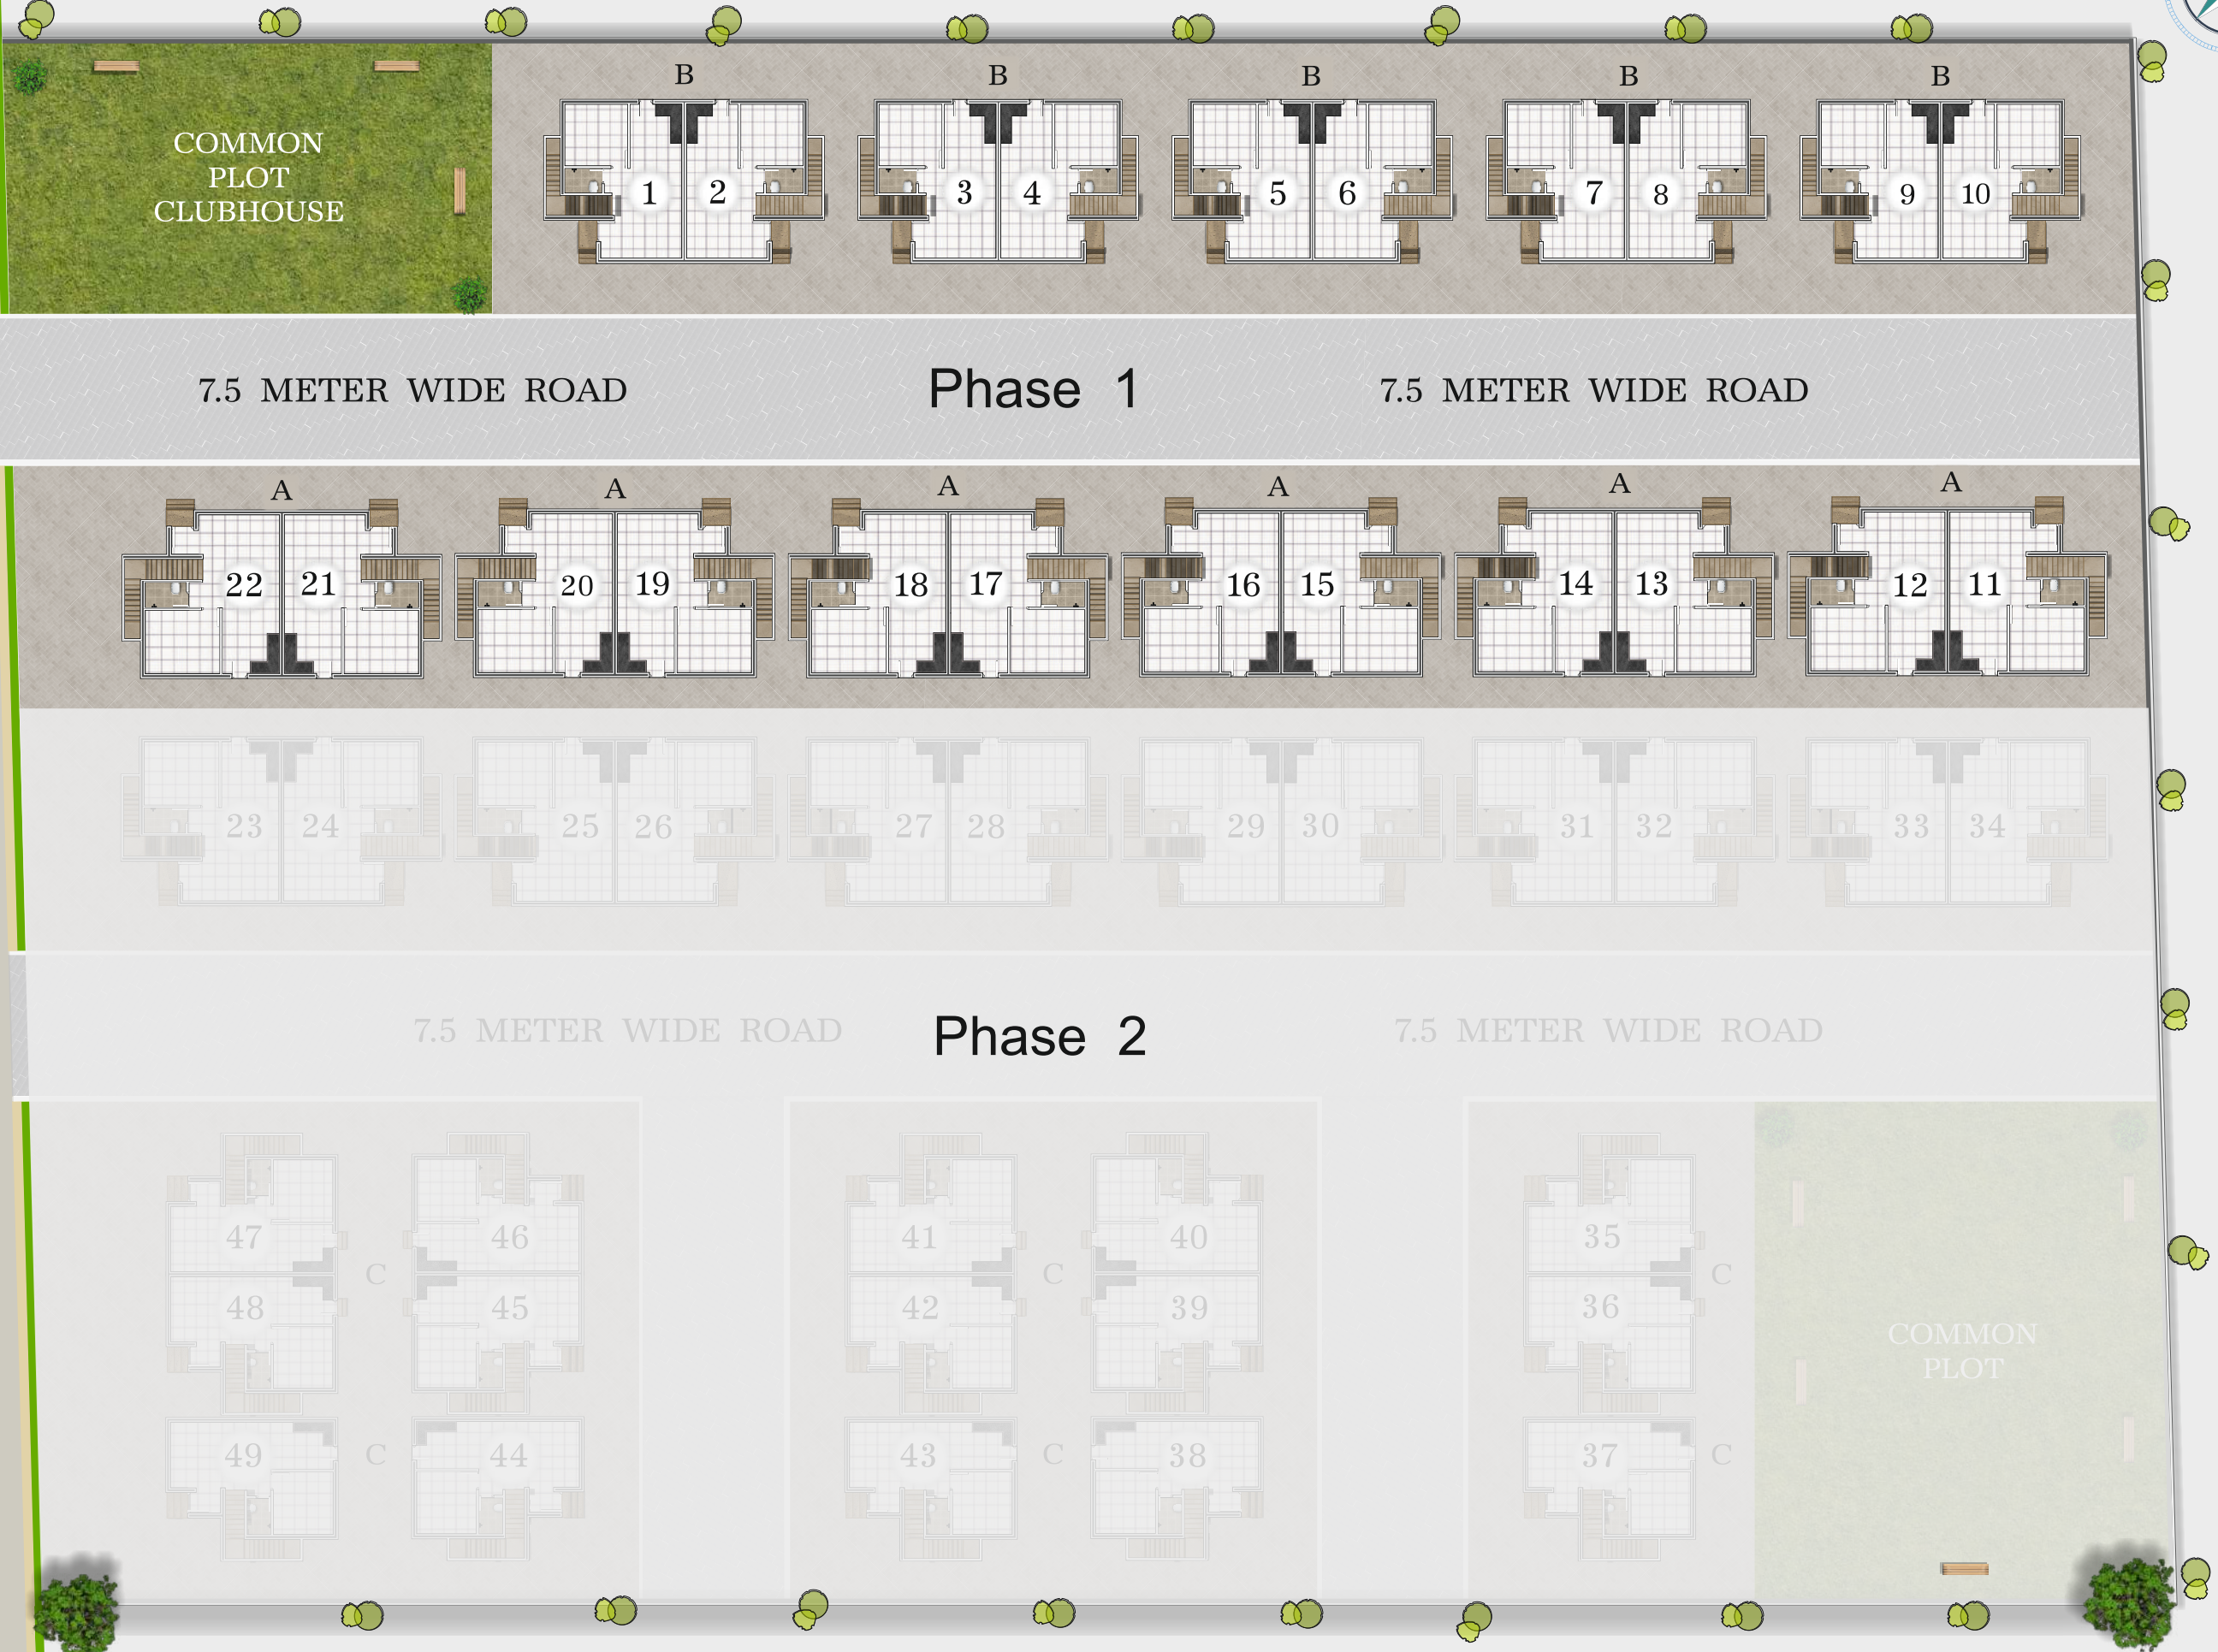 B B B B B
COMMON
PLOT
CLUBHOUSE
1 2 3 4 5 6 7 8 9 10
7.5 METER WIDE ROAD Phase 1 7.5 METER WIDE ROAD
A A A A A A
22 21 20 19 18 17 16 15 14 13 12 11
23 24 25 26 27 28 29 30 31 32 33 34
7.5 METER WIDE ROAD Phase 2 7.5 METER WIDE ROAD
47 46 41 40 35
C C C
48 45 42 39 36
COMMON
PLOT
49 C 44 43 C 38 37 C